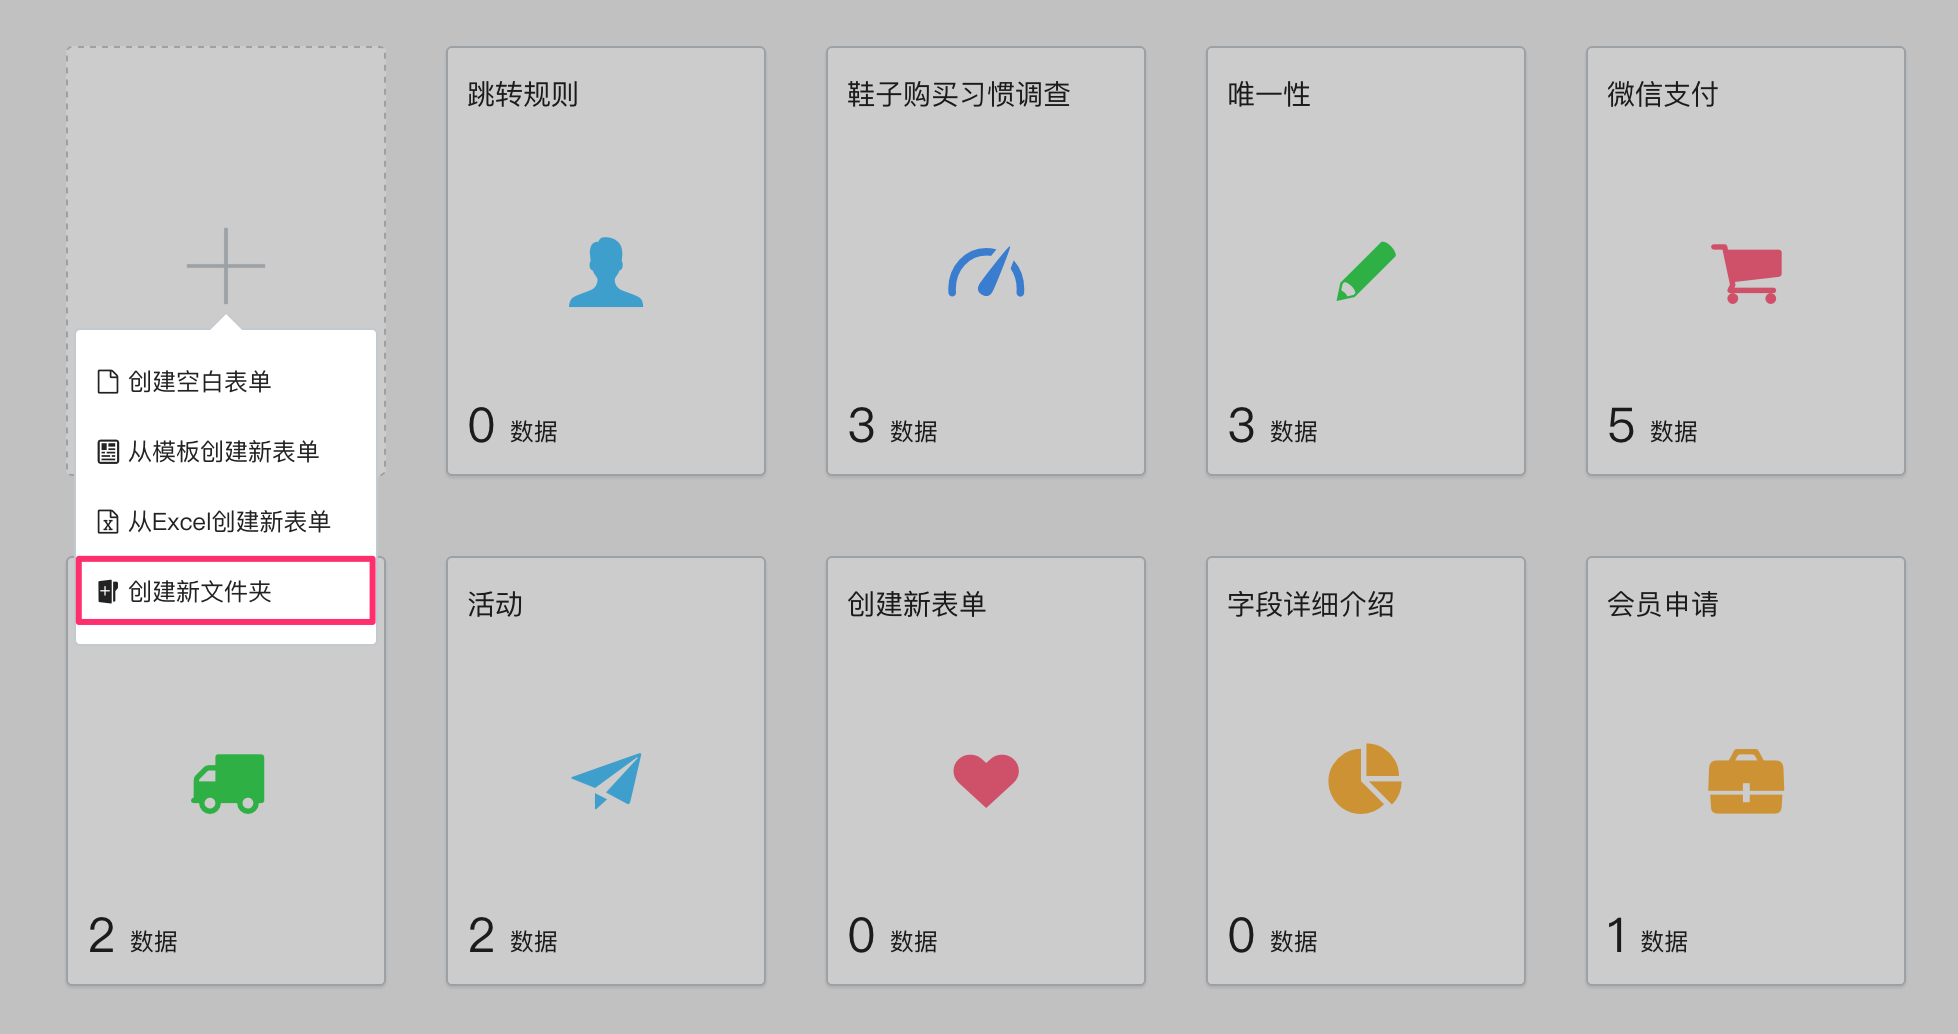 跳转规则
鞋子购买习惯调查
唯一性
微信支付
创建空白表单
从模板创建新表单
从Excel创建新表单
创建新文件夹
0 数据
3 数据
3 数据
5 数据
活动
创建新表单
字段详细介绍
会员申请
2 数据
2 数据
0 数据
0 数据
1 数据